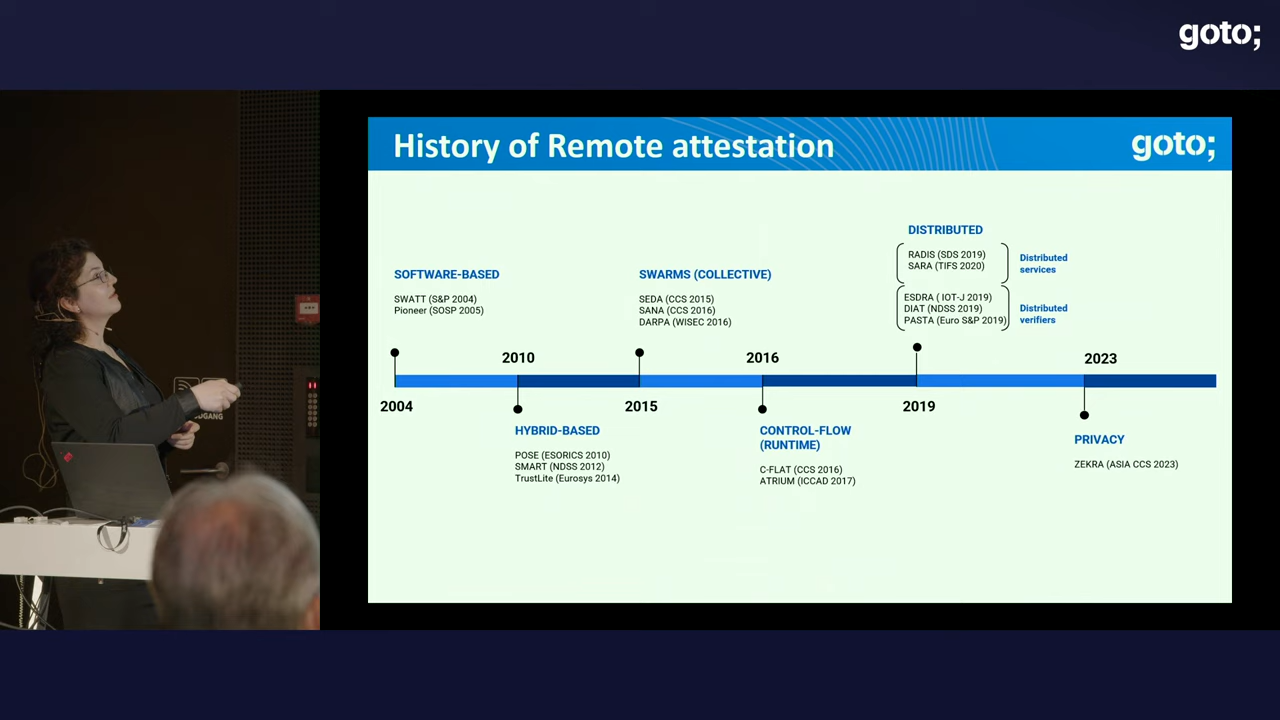 goto;
History of Remote attestation
goto;
DISTRIBUTED
RADIS (SDS 2019)
SARA (TIFS 2020)
Distributed
services
ESDRA ( IOT-J 2019)
DIAT (NDSS 2019)
PASTA (Euro S&P 2019)
Distributed
verifiers
SOFTWARE-BASED
SWATT (S&P 2004)
Pioneer (SOSP 2005)
SWARMS (COLLECTIVE)
SEDA (CCS 2015)
SANA (CCS 2016)
DARPA (WISEC 2016)
2010
2016
2023
2004
2015
2019
HYBRID-BASED
POSE (ESORICS 2010)
SMART (NDSS 2012)
TrustLite (Eurosys 2014)
CONTROL-FLOW
(RUNTIME)
C-FLAT (CCS 2016)
ATRIUM (ICCAD 2017)
PRIVACY
ZEKRA (ASIA CCS 2023)